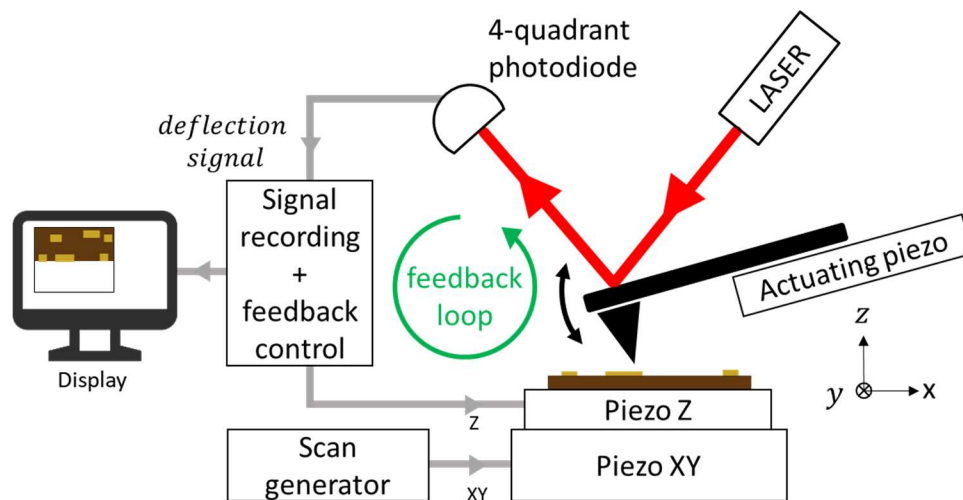 4-quadrant
photodiode
LASER
deflection
signal
Signal
recording
+
feedback
control
feedback
loop
Actuating piezo
Display
z
y
x
Piezo Z
Z
Scan
generator
XY
Piezo XY